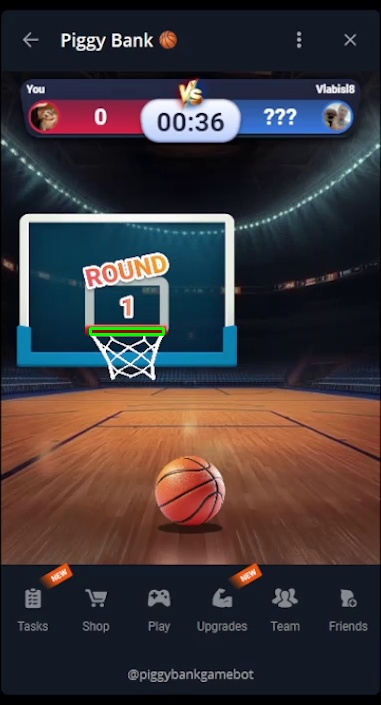 Piggy Bank
You
VS
Vlabisl8
0
00:36
???
ROUND
1
NEW
NEW
Tasks
Shop
Play
Upgrades
Team
Friends
@piggybankgamebot